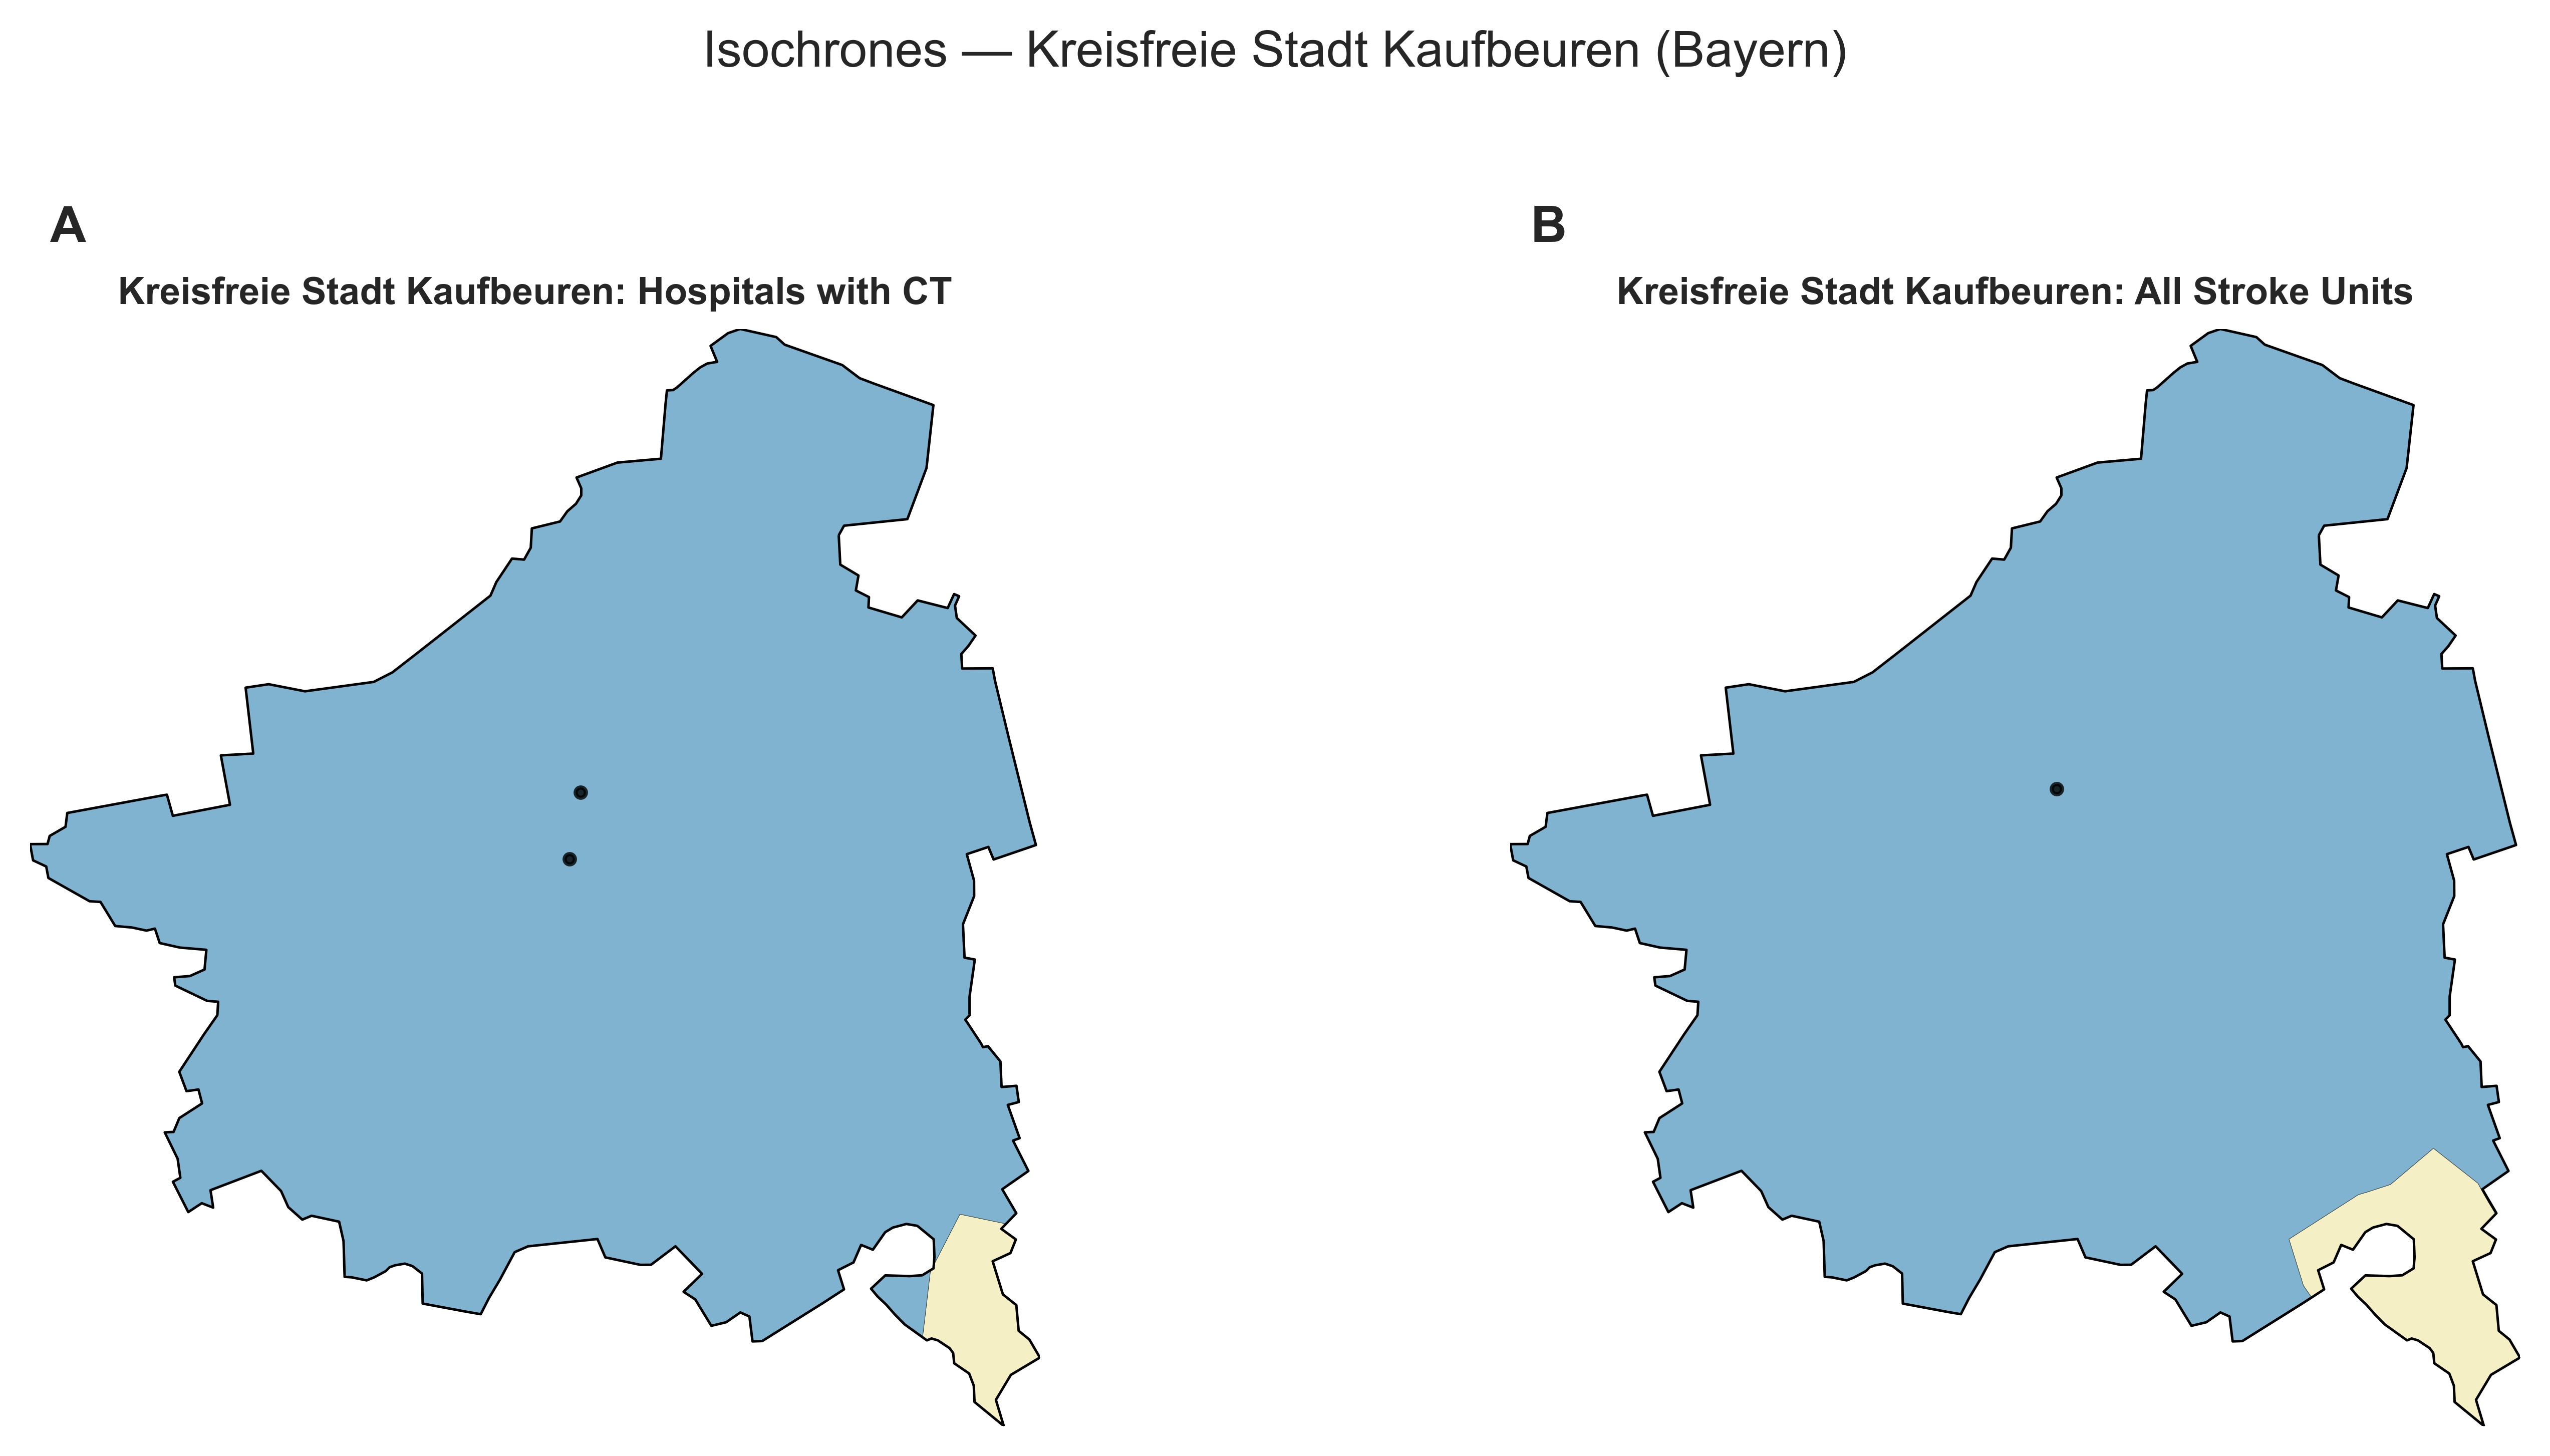 Isochrones — Kreisfreie Stadt Kaufbeuren (Bayern)
A
Kreisfreie Stadt Kaufbeuren: Hospitals with CT
B
Kreisfreie Stadt Kaufbeuren: All Stroke Units